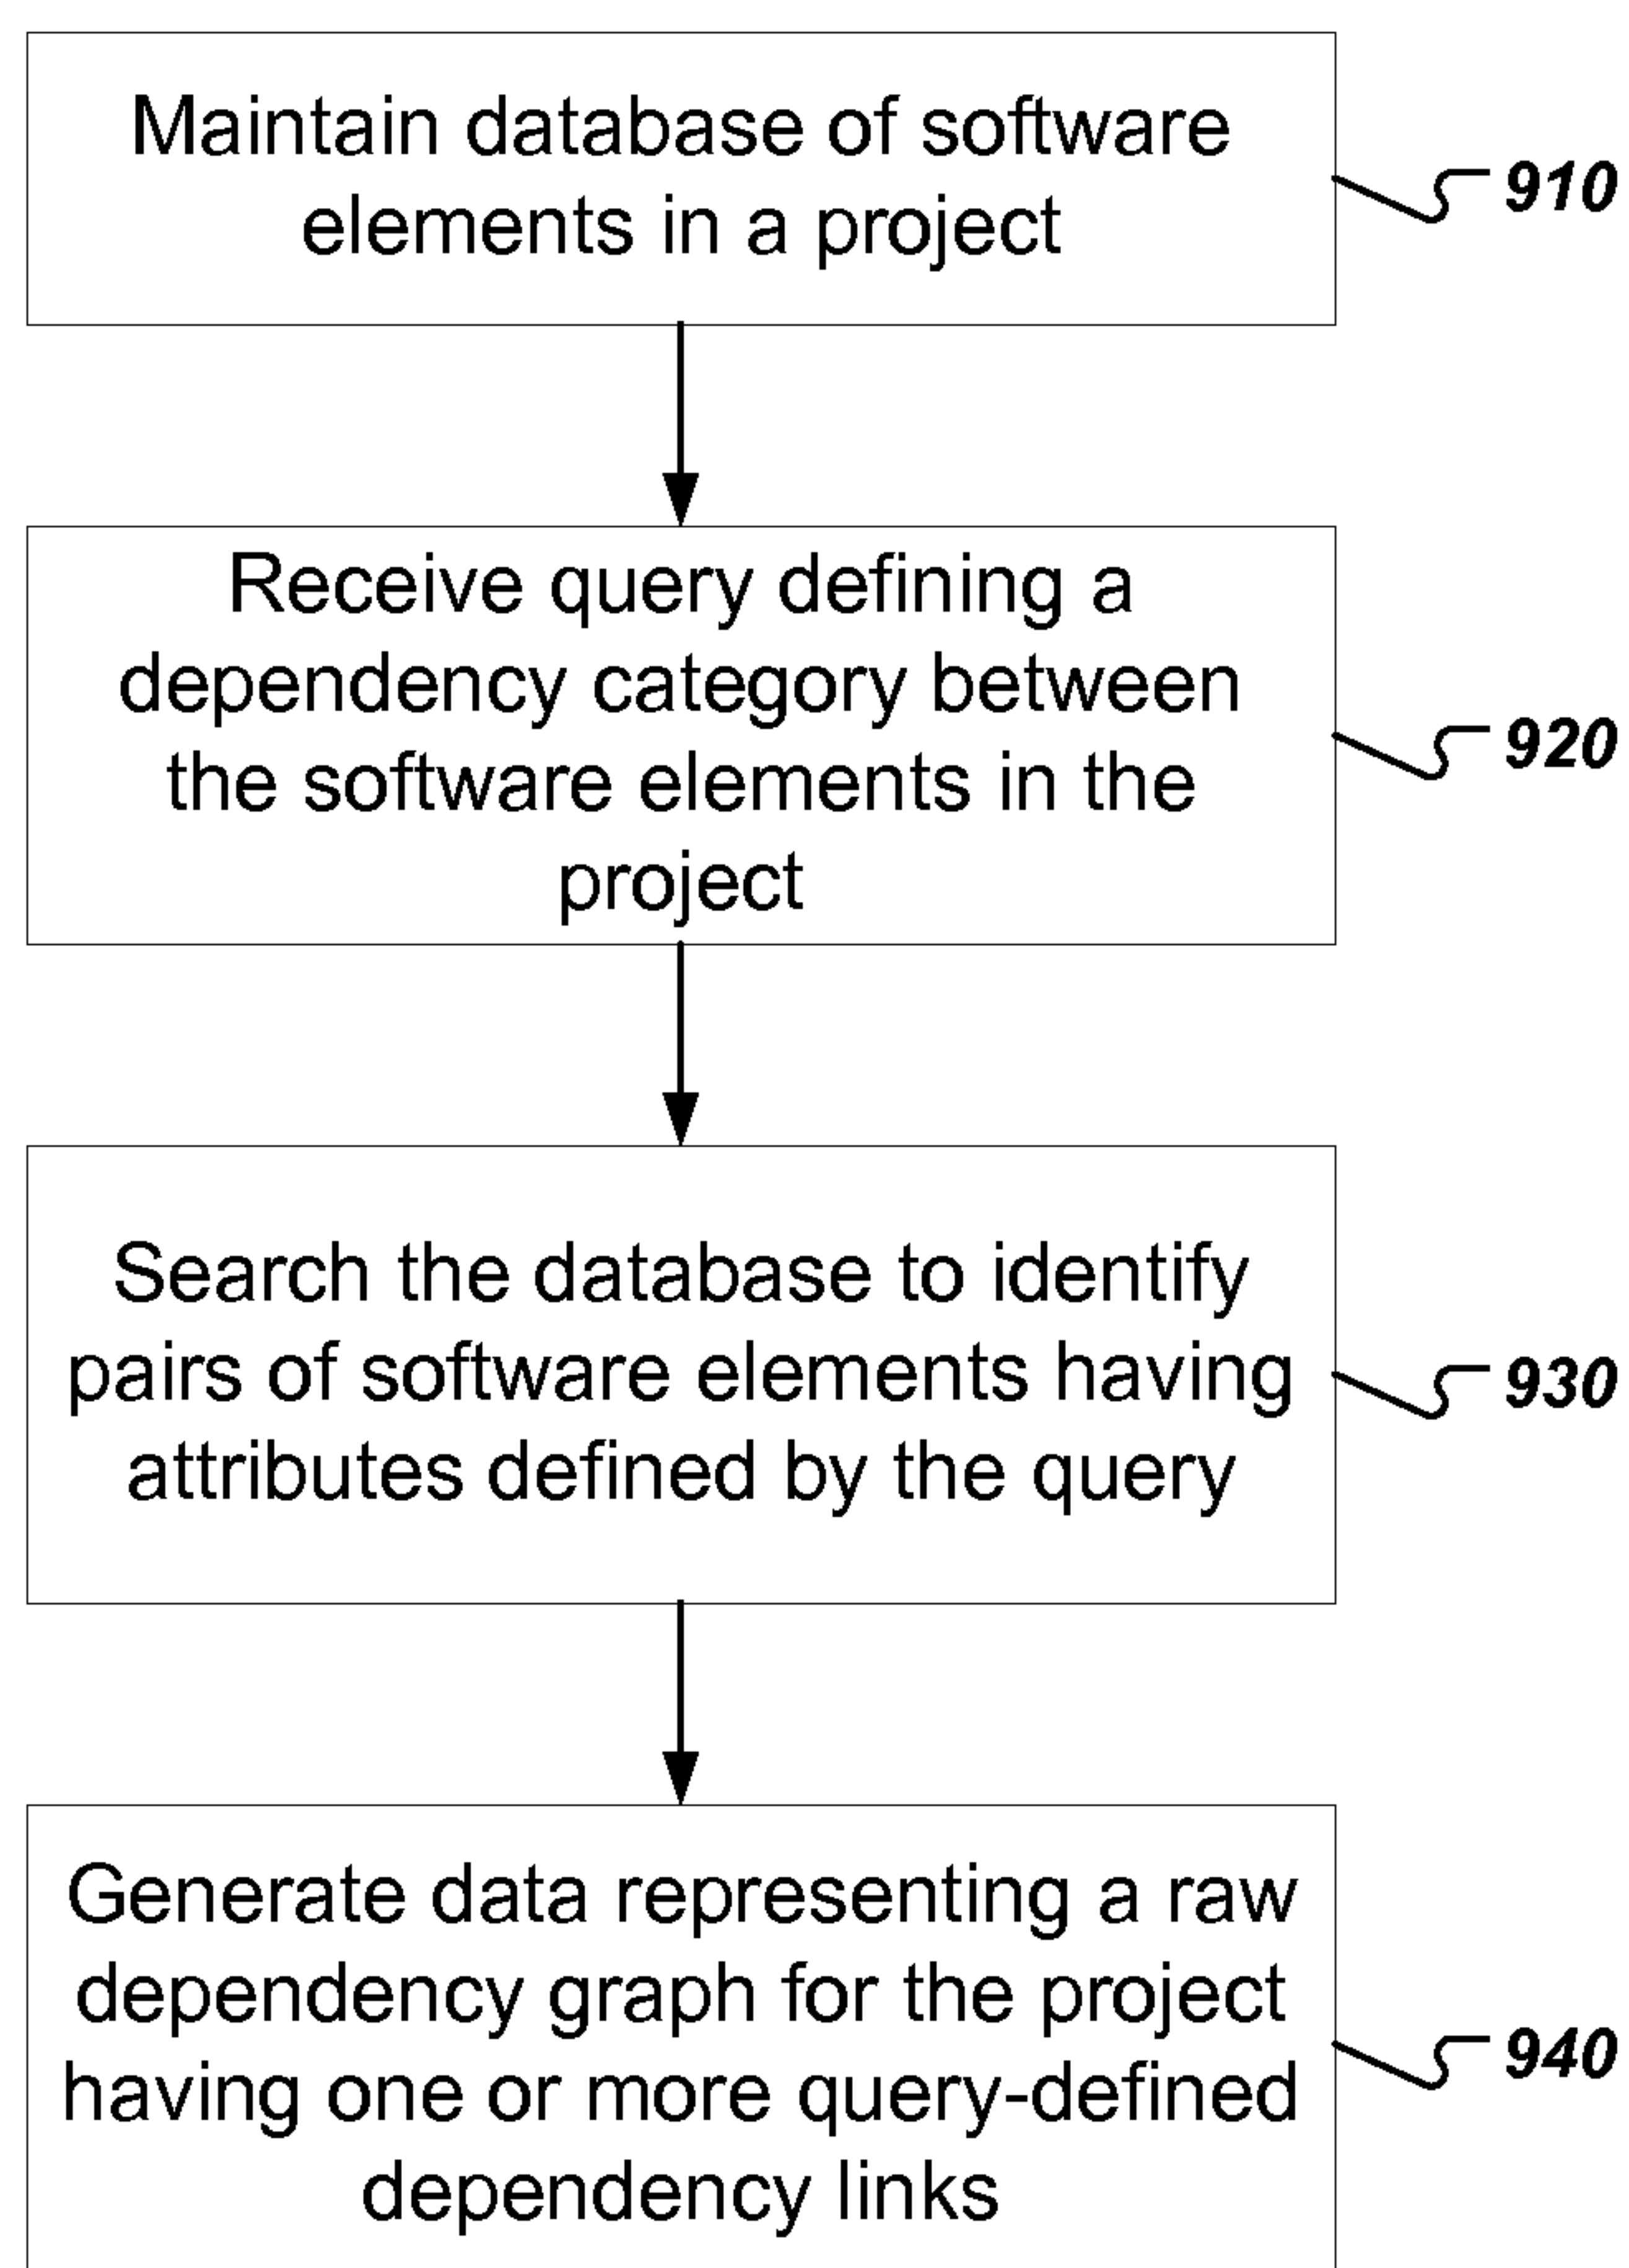 Maintain database of software
elements in a project
910
Receive query defining a
dependency category between
the software elements in the
project
920
Search the database to identify
pairs of software elements having
attributes defined by the query
930
Generate data representing a raw
dependency graph for the project
having one or more query-defined
dependency links
940